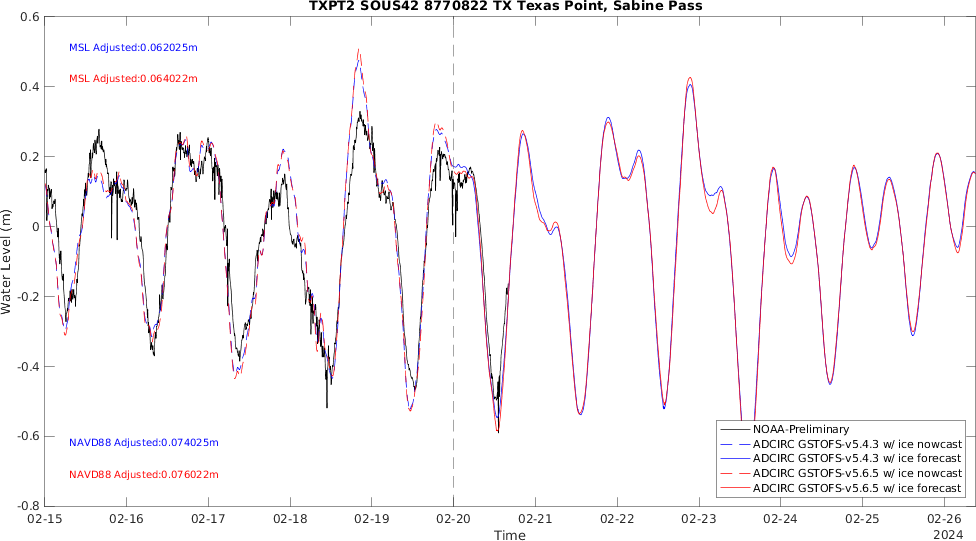 TXPT2 SOUS42 8770822 TX Texas Point, Sabine Pass
MSL Adjusted:0.062025m
MSL Adjusted:0.064022m
NAVD88 Adjusted:0.074025m
NAVD88 Adjusted:0.076022m
Water Level (m)
0.6
0.4
0.2
0
-0.2
-0.4
-0.6
-0.8
NOAA-Preliminary
ADCIRC GSTOFS-v5.4.3 w/ ice nowcast
ADCIRC GSTOFS-v5.4.3 w/ ice forecast
ADCIRC GSTOFS-v5.6.5 w/ ice nowcast
ADCIRC GSTOFS-v5.6.5 w/ ice forecast
02-15 02-16 02-17 02-18 02-19 02-20 02-21 02-22 02-23 02-24 02-25 02-26
Time
2024